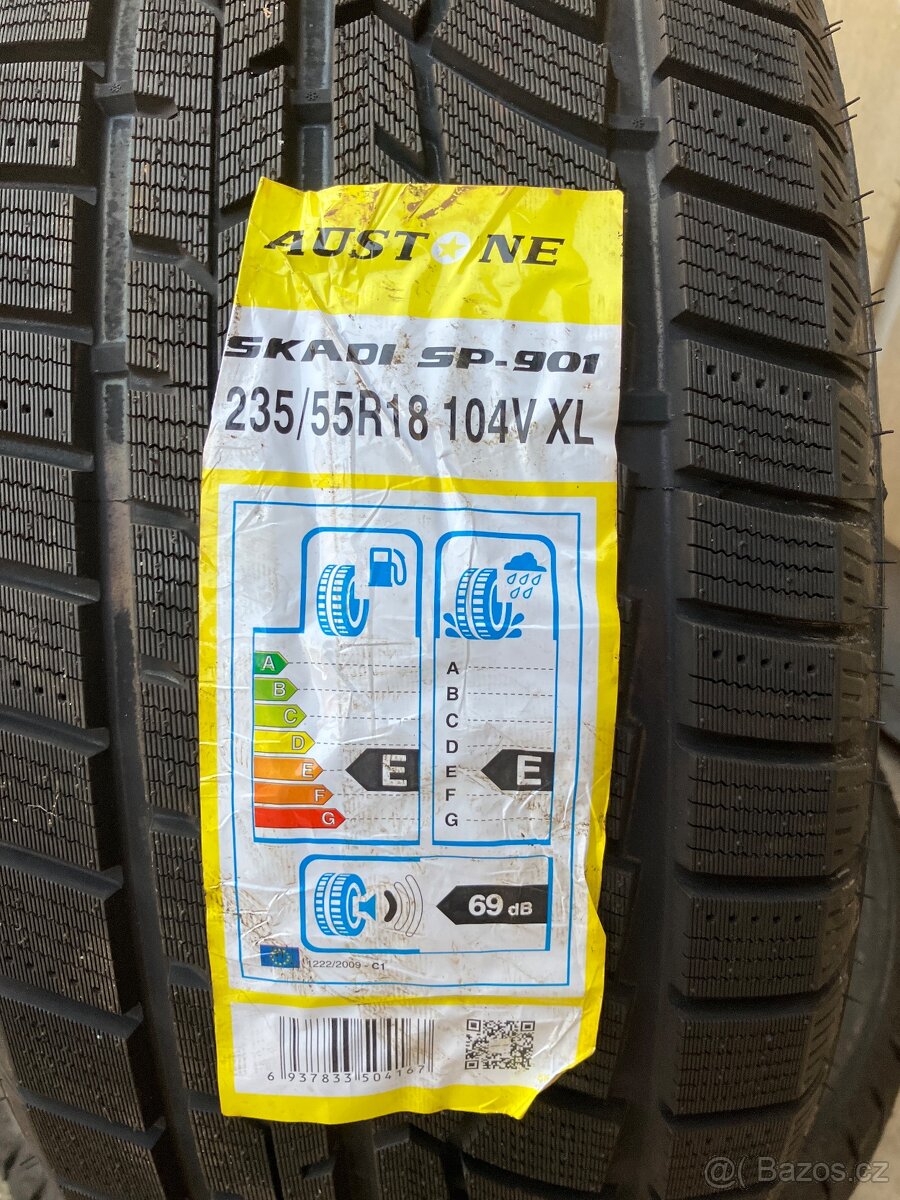 AUSTONE
SKADI SP-901
235/55R18 104V XL
A A
B B
C C
D D
E E E E
F F
G G
69 dB
1222/2009 - C1
6 937833 504167
@( Bazos.cz